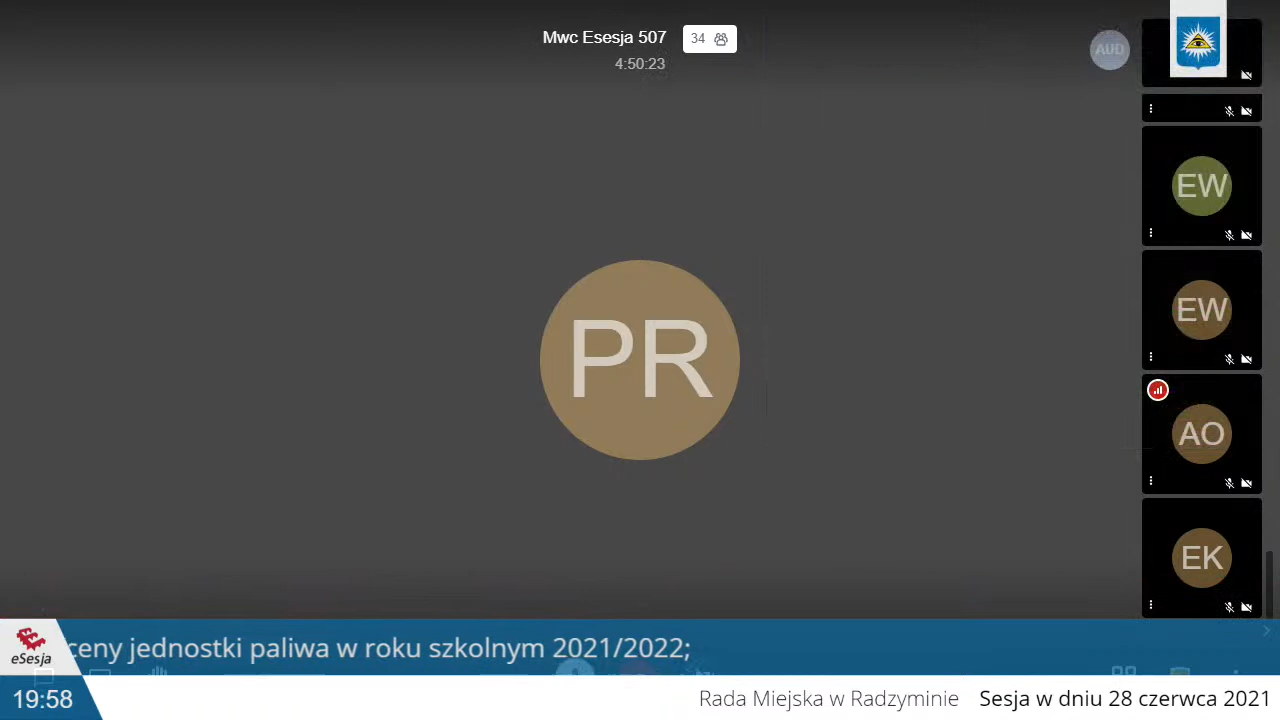 Mwc Esesja 507
34
4:50:23
AUD
EW
EW
PR
AO
EK
ceny jednostki paliwa w roku szkolnym 2021/2022;
eSesja
19:58
Rada Miejska w Radzyminie
Sesja w dniu 28 czerwca 2021